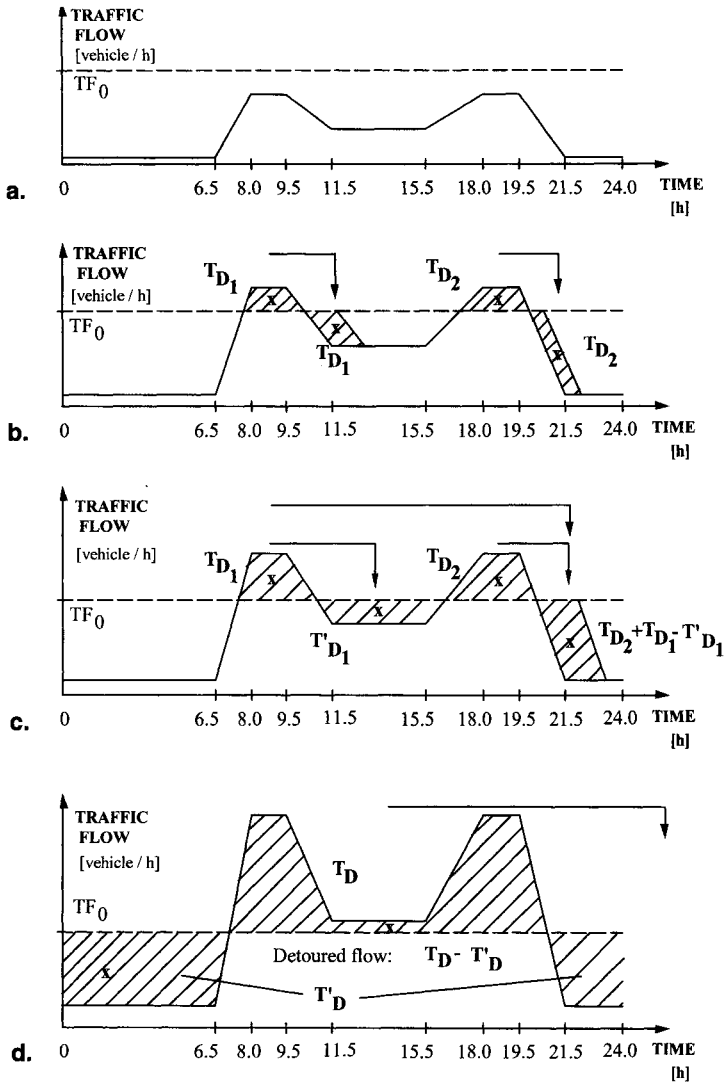 TRAFFIC
FLOW
[vehicle / h]
TF0
0 6.5 8.0 9.5 11.5 15.5 18.0 19.5 21.5 24.0 TIME
[h]
a.
TRAFFIC
FLOW
[vehicle / h]
TD1 TD2
x x
TF0
x
TD1
x
TD2
0 6.5 8.0 9.5 11.5 15.5 18.0 19.5 21.5 24.0 TIME
[h]
b.
TRAFFIC
FLOW
[vehicle / h]
TD1 TD2
x x
TF0
x
T'D1
x
TD2+TD1-T'D1
0 6.5 8.0 9.5 11.5 15.5 18.0 19.5 21.5 24.0 TIME
[h]
c.
TRAFFIC
FLOW
[vehicle / h]
TD
TF0
x
Detoured flow: TD- T'D
x
T'D
0 6.5 8.0 9.5 11.5 15.5 18.0 19.5 21.5 24.0 TIME
[h]
d.